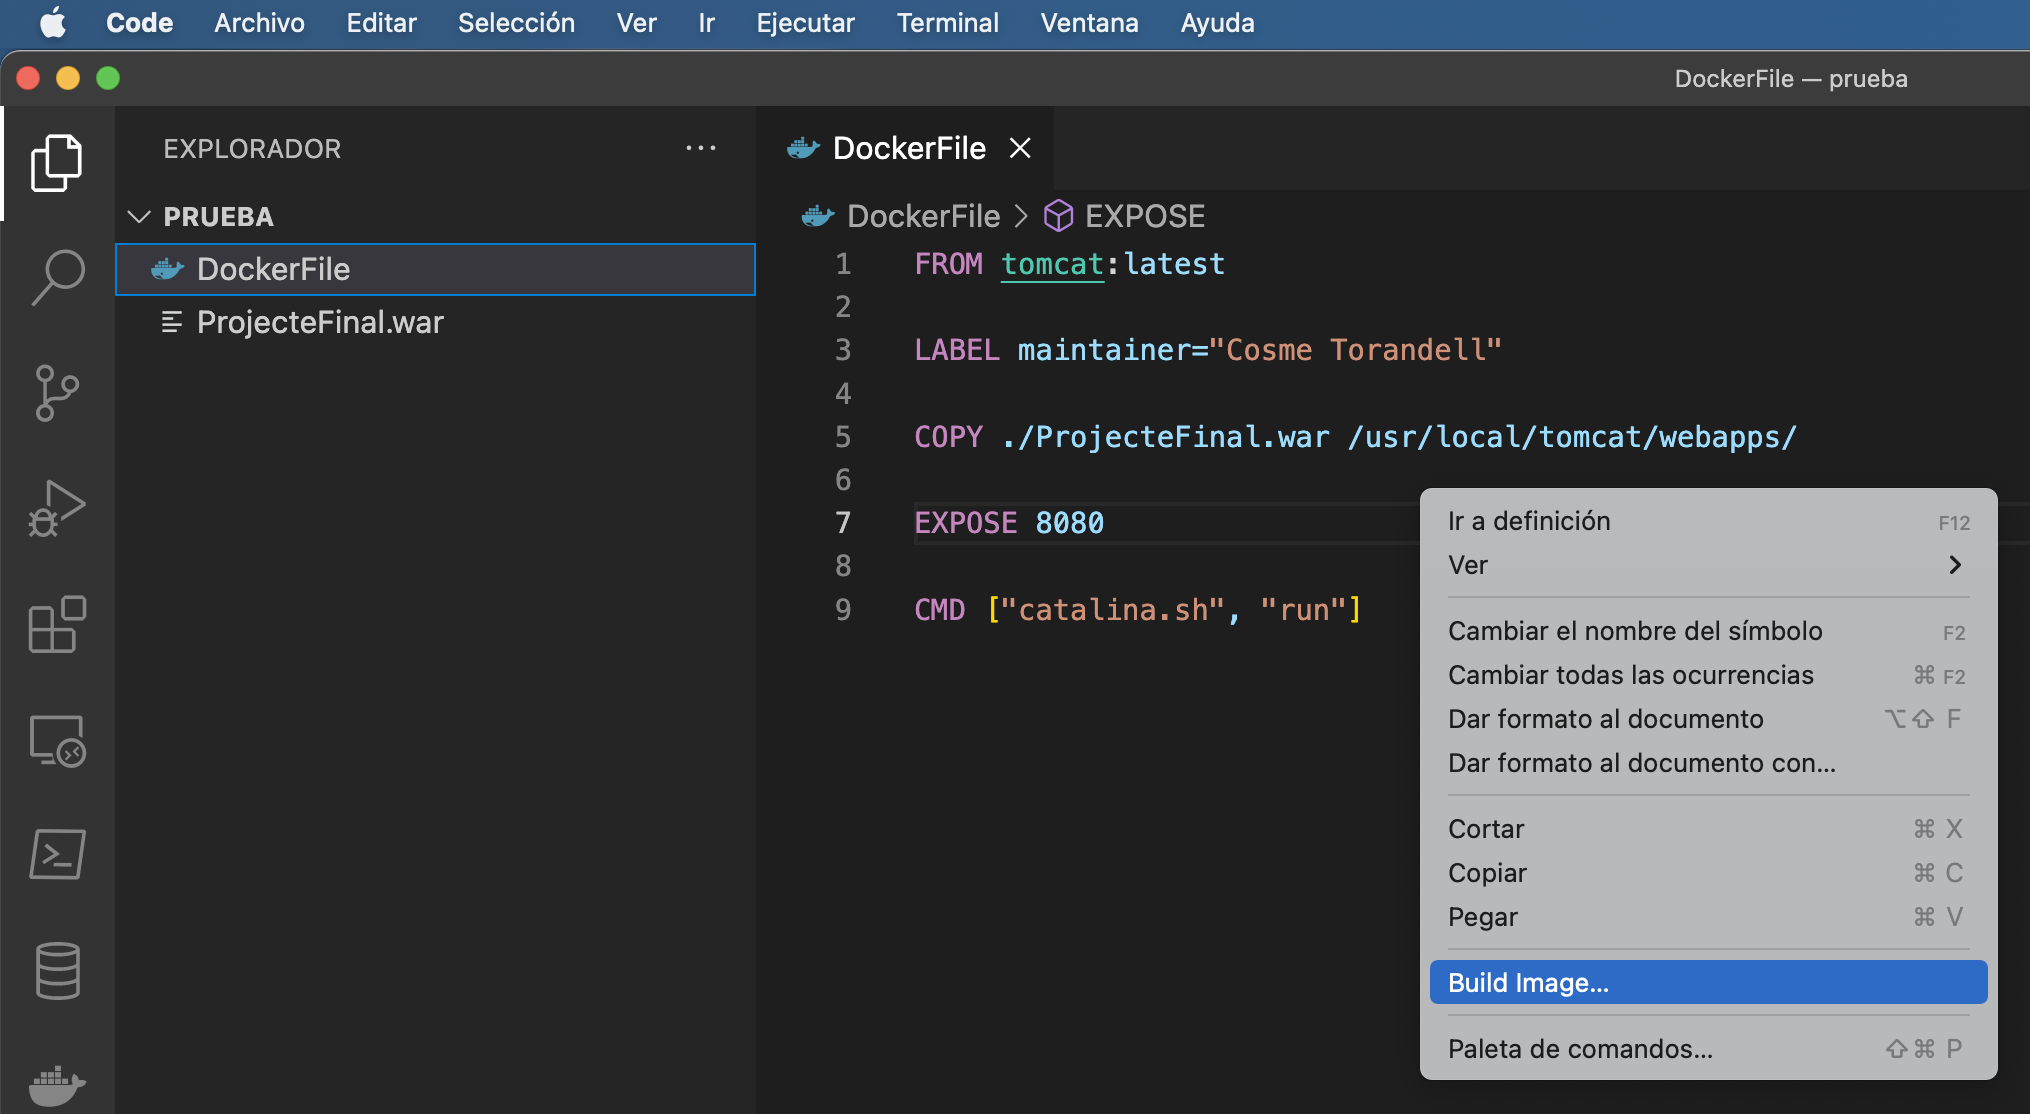 Code Archivo Editar Selección Ver Ir Ejecutar Terminal Ventana Ayuda
DockerFile — prueba
EXPLORADOR
PRUEBA
DockerFile
ProjecteFinal.war
DockerFile
DockerFile > EXPOSE
1 FROM tomcat:latest
2
3 LABEL maintainer="Cosme Torandell"
4
5 COPY ./ProjecteFinal.war /usr/local/tomcat/webapps/
6
7 EXPOSE 8080
8
9 CMD ["catalina.sh", "run"]
Ir a definición F12
Ver
Cambiar el nombre del símbolo F2
Cambiar todas las ocurrencias ⌘ F2
Dar formato al documento ⌥⇧ F
Dar formato al documento con...
Cortar ⌘ X
Copiar ⌘ C
Pegar ⌘ V
Build Image...
Paleta de comandos... ⇧⌘ P